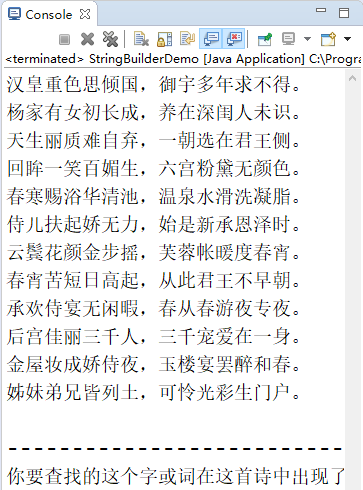 Console
<terminated> StringBuilderDemo [Java Application] C:\Progra
汉皇重色思倾国，御宇多年求不得。
杨家有女初长成，养在深闺人未识。
天生丽质难自弃，一朝选在君王侧。
回眸一笑百媚生，六宫粉黛无颜色。
春寒赐浴华清池，温泉水滑洗凝脂。
侍儿扶起娇无力，始是新承恩泽时。
云鬓花颜金步摇，芙蓉帐暖度春宵。
春宵苦短日高起，从此君王不早朝。
承欢侍宴无闲暇，春从春游夜专夜。
后宫佳丽三千人，三千宠爱在一身。
金屋妆成娇侍夜，玉楼宴罢醉和春。
姊妹弟兄皆列土，可怜光彩生门户。
----------------------------
你要查找的这个字或词在这首诗中出现了